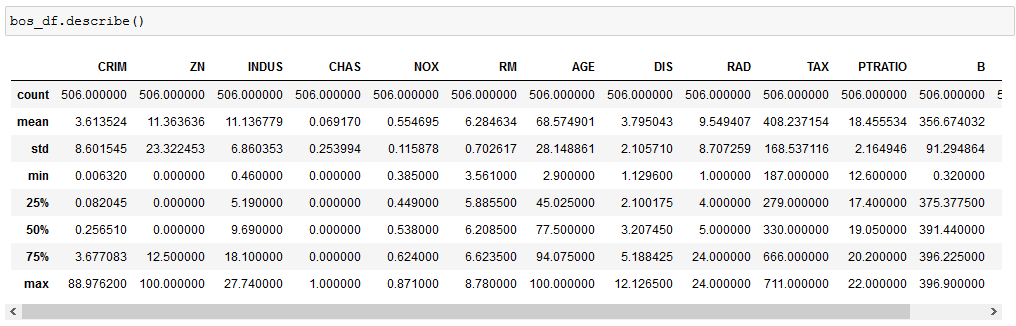 bos_df.describe()
CRIM ZN INDUS CHAS NOX RM AGE DIS RAD TAX PTRATIO B
count 506.000000 506.000000 506.000000 506.000000 506.000000 506.000000 506.000000 506.000000 506.000000 506.000000 506.000000 506.000000 5
mean 3.613524 11.363636 11.136779 0.069170 0.554695 6.284634 68.574901 3.795043 9.549407 408.237154 18.455534 356.674032
std 8.601545 23.322453 6.860353 0.253994 0.115878 0.702617 28.148861 2.105710 8.707259 168.537116 2.164946 91.294864
min 0.006320 0.000000 0.460000 0.000000 0.385000 3.561000 2.900000 1.129600 1.000000 187.000000 12.600000 0.320000
25% 0.082045 0.000000 5.190000 0.000000 0.449000 5.885500 45.025000 2.100175 4.000000 279.000000 17.400000 375.377500
50% 0.256510 0.000000 9.690000 0.000000 0.538000 6.208500 77.500000 3.207450 5.000000 330.000000 19.050000 391.440000
75% 3.677083 12.500000 18.100000 0.000000 0.624000 6.623500 94.075000 5.188425 24.000000 666.000000 20.200000 396.225000
max 88.976200 100.000000 27.740000 1.000000 0.871000 8.780000 100.000000 12.126500 24.000000 711.000000 22.000000 396.900000